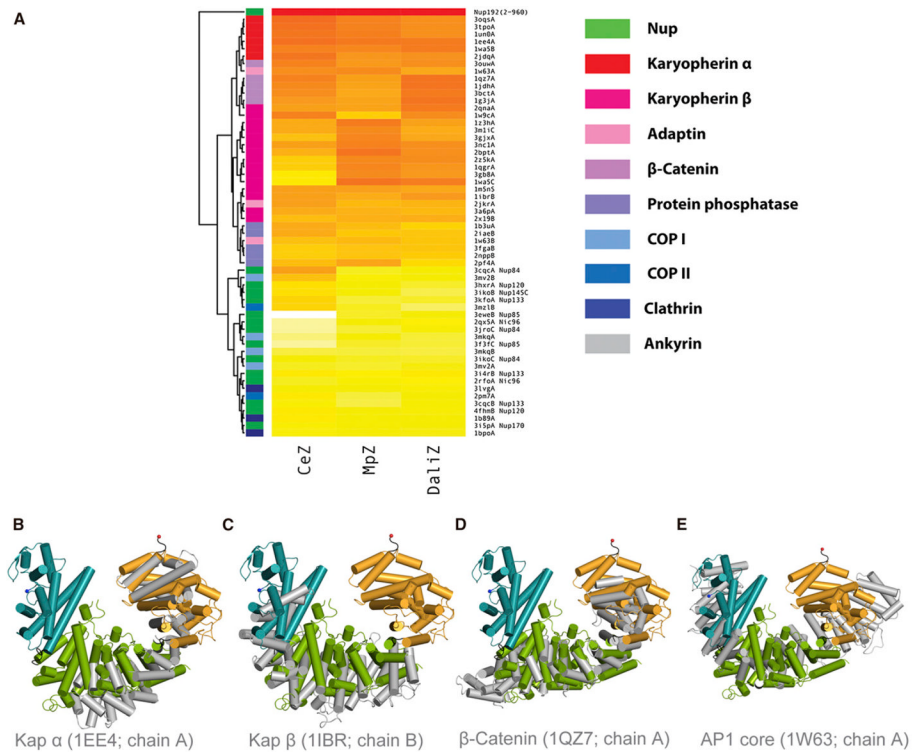 A
Nup192(2-960)
3oqsA
3tpoA
1un0A
1ee4A
1wa5B
2jdqA
3ouwA
1w63A
1qz7A
1jdhA
3bctA
1g3jA
2qnaA
1w9cA
1z3hA
3m1iC
3gjxA
3nc1A
2bptA
2z5kA
1qgrA
3gb8A
1wa5C
1m5nS
1ibrB
2jkrA
3a6pA
2x19B
1b3uA
2iaeB
1w63B
3fgaB
2nppB
2pf4A
3cqcA Nup84
3mv2B
3hxrA Nup120
3ikoB Nup145C
3kfoA Nup133
3mzlB
3eweB Nup85
2qx5A Nic96
3jroC Nup84
3mkqA
3f3fC Nup85
3mkqB
3ikoC Nup84
3mv2A
3i4rB Nup133
2rfoA Nic96
3lvgA
2pm7A
3cqcB Nup133
4fhmB Nup120
1b89A
3i5pA Nup170
1bpoA
CeZ
MpZ
DaliZ
Nup
Karyopherin α
Karyopherin β
Adaptin
β-Catenin
Protein phosphatase
COP I
COP II
Clathrin
Ankyrin
B
Kap α (1EE4; chain A)
C
Kap β (1IBR; chain B)
D
β-Catenin (1QZ7; chain A)
E
AP1 core (1W63; chain A)